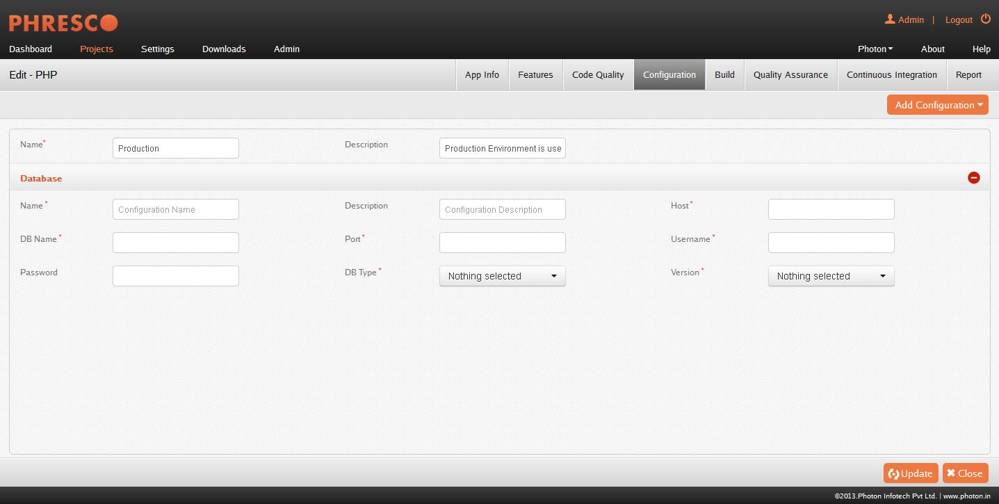 PHRESCO
Admin | Logout
Dashboard Projects Settings Downloads Admin Photon About Help
Edit - PHP App Info Features Code Quality Configuration Build Quality Assurance Continuous Integration Report
Add Configuration
Name* Production Description Production Environment is use
Database
Name* Configuration Name Description Configuration Description Host*
DB Name* Port* Username*
Password DB Type* Nothing selected Version* Nothing selected
Update Close
©2013.Photon Infotech Pvt Ltd. | www.photon.in